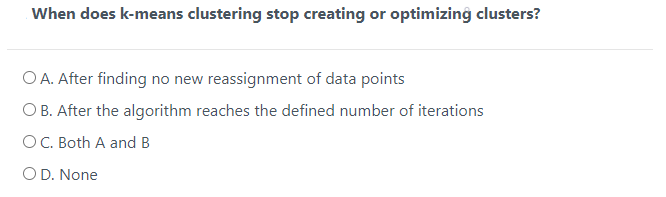 When does k-means clustering stop creating or optimizing clusters?
A. After finding no new reassignment of data points
B. After the algorithm reaches the defined number of iterations
C. Both A and B
D. None